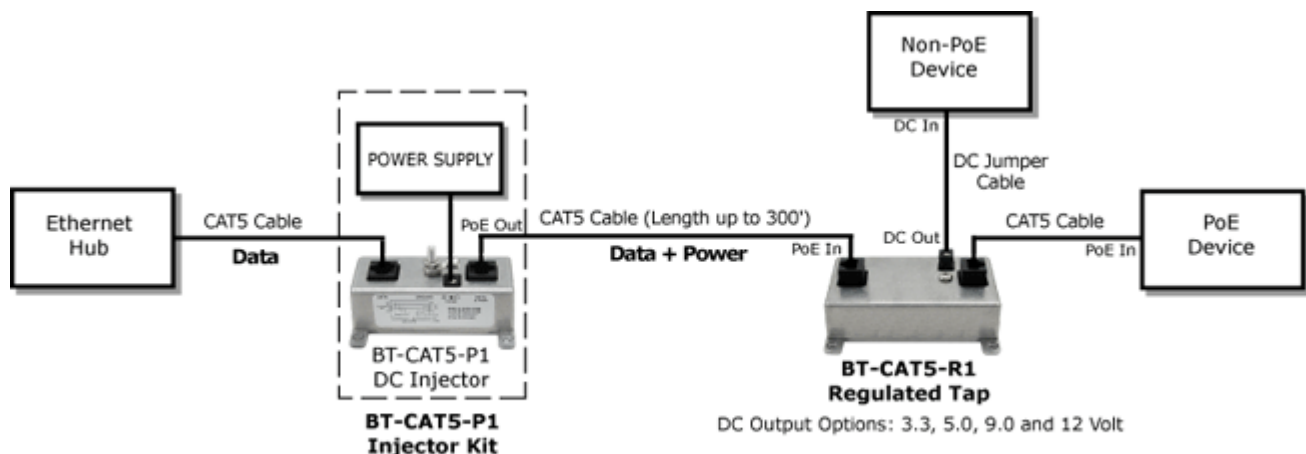 Non-PoE
Device
DC In
POWER SUPPLY
DC Jumper
Cable
Ethernet
Hub
CAT5 Cable
Data
PoE Out
CAT5 Cable (Length up to 300')
Data + Power
PoE In
DC Out
CAT5 Cable
PoE In
PoE
Device
BT-CAT5-P1
DC Injector
BT-CAT5-P1
Injector Kit
BT-CAT5-R1
Regulated Tap
DC Output Options: 3.3, 5.0, 9.0 and 12 Volt